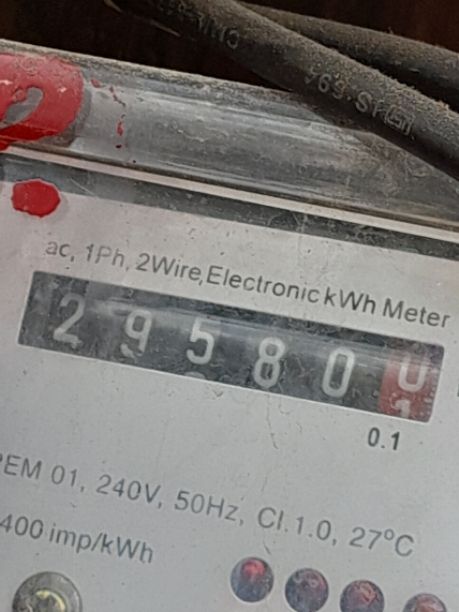 ac, 1Ph, 2Wire, Electronic kWh Meter
2 9 5 8 0 0
0.1
01, 240V, 50Hz, Cl.1.0, 27°C
400 imp/kWh